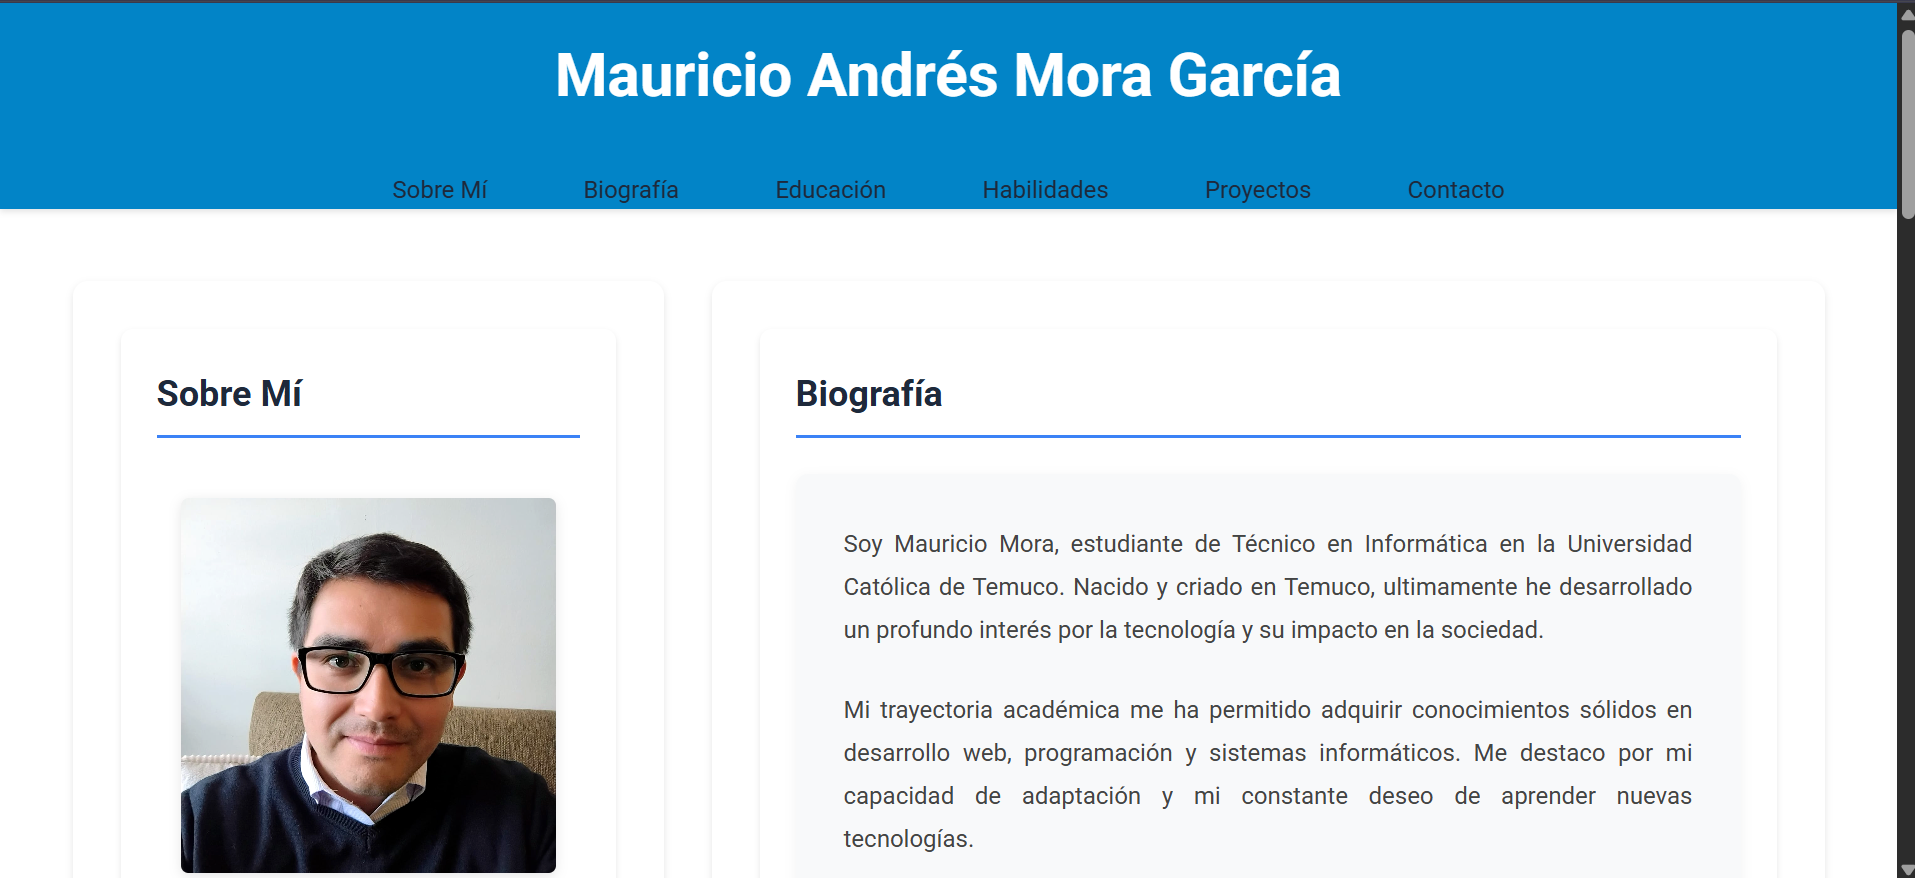 Mauricio Andrés Mora García
Sobre Mí
Biografía
Educación
Habilidades
Proyectos
Contacto
Sobre Mí
Biografía
Soy Mauricio Mora, estudiante de Técnico en Informática en la Universidad
Católica de Temuco. Nacido y criado en Temuco, ultimamente he desarrollado
un profundo interés por la tecnología y su impacto en la sociedad.
Mi trayectoria académica me ha permitido adquirir conocimientos sólidos en
desarrollo web, programación y sistemas informáticos. Me destaco por mi
capacidad de adaptación y mi constante deseo de aprender nuevas
tecnologías.